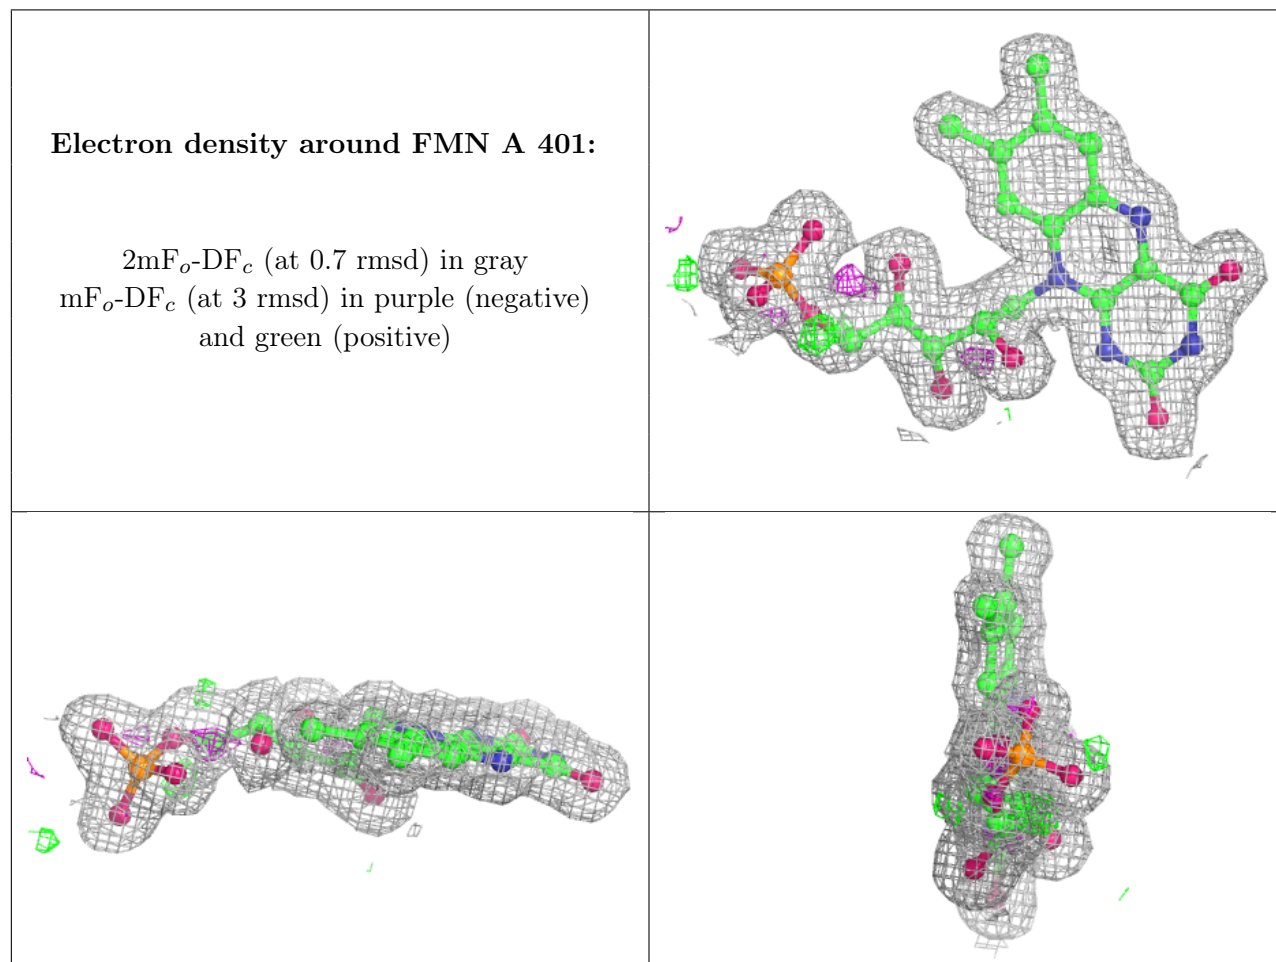 Electron density around FMN A 401:
2mFo-DFc (at 0.7 rmsd) in gray
mFo-DFc (at 3 rmsd) in purple (negative)
and green (positive)